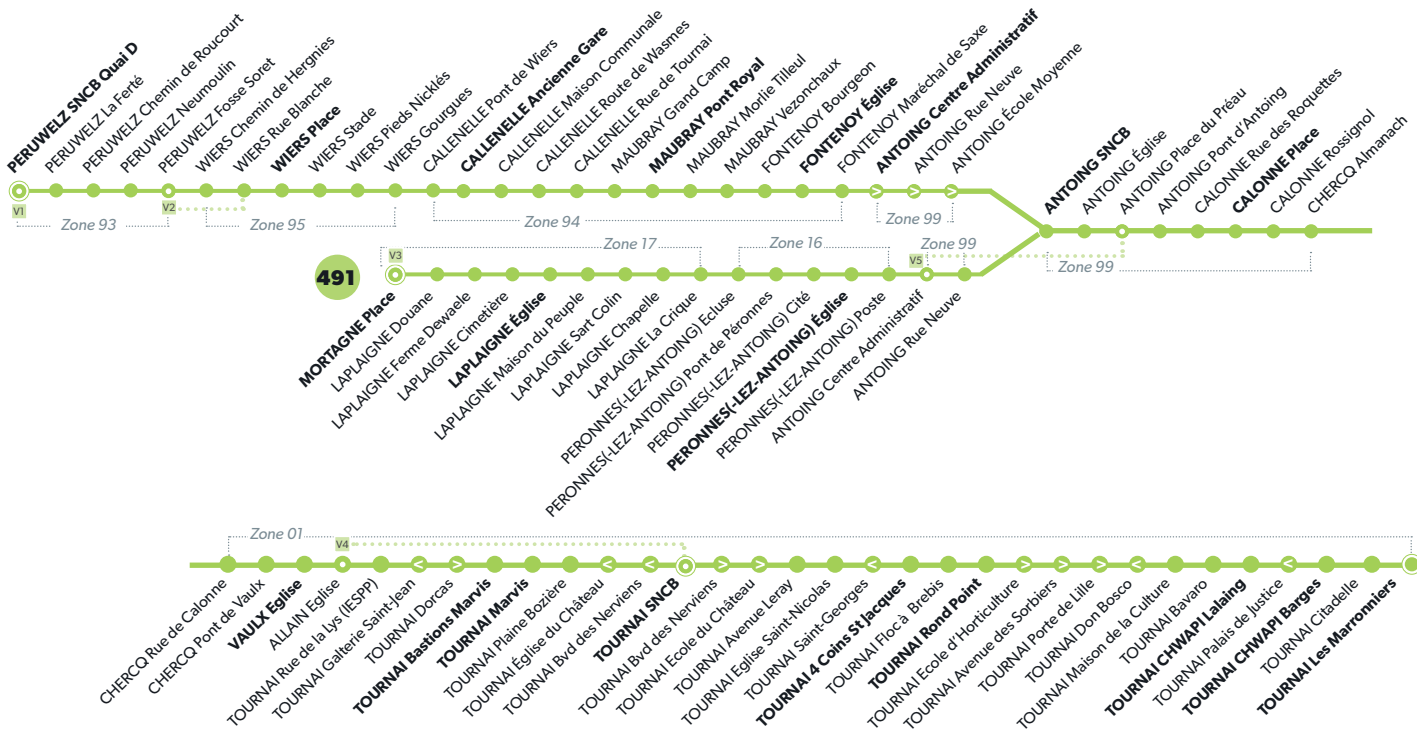 PERUWELZ SNCB Quai D
PERUWELZ La Ferté
PERUWELZ Chemin de Roucourt
PERUWELZ Neumoulin
PERUWELZ Fosse Soret
WIERS Chemin de Hergnies
WIERS Rue Blanche
WIERS Place
WIERS Stade
WIERS Pieds Nicklés
WIERS Gourgues
CALLENELLE Pont de Wiers
CALLENELLE Ancienne Gare
CALLENELLE Maison Communale
CALLENELLE Route de Wasmes
CALLENELLE Rue de Tournai
MAUBRAY Grand Camp
MAUBRAY Pont Royal
MAUBRAY Morlie Tilleul
MAUBRAY Vezonchaux
FONTENOY Bourgeon
FONTENOY Église
FONTENOY Maréchal de Saxe
ANTOING Centre Administratif
ANTOING Rue Neuve
ANTOING École Moyenne
ANTOING SNCB
ANTOING Église
ANTOING Place du Préau
ANTOING Pont d'Antoing
CALONNE Rue des Roquettes
CALONNE Place
CALONNE Rossignol
CHERCQ Almanach
V1
V2
Zone 93
Zone 95
Zone 94
Zone 99
Zone 99
491
V3
Zone 17
Zone 16
V5
Zone 99
MORTAGNE Place
LAPLAIGNE Douane
LAPLAIGNE Ferme Dewaele
LAPLAIGNE Cimetière
LAPLAIGNE Église
LAPLAIGNE Maison du Peuple
LAPLAIGNE Sart Colin
LAPLAIGNE Chapelle
LAPLAIGNE La Crique
PERONNES(-LEZ-ANTOING) Ecluse
PERONNES(-LEZ-ANTOING) Pont de Péronnes
PERONNES(-LEZ-ANTOING) Cité
PERONNES(-LEZ-ANTOING) Église
PERONNES(-LEZ-ANTOING) Poste
ANTOING Centre Administratif
ANTOING Rue Neuve
Zone 01
V4
CHERCQ Rue de Calonne
CHERCQ Pont de Vaulx
VAULX Eglise
ALLAIN Eglise
TOURNAI Rue de la Lys (IESPP)
TOURNAI Galterie Saint-Jean
TOURNAI Dorcas
TOURNAI Bastions Marvis
TOURNAI Marvis
TOURNAI Plaine Bozière
TOURNAI Église du Château
TOURNAI Bvd des Nerviens
TOURNAI SNCB
TOURNAI Bvd des Nerviens
TOURNAI Ecole du Château
TOURNAI Avenue Leray
TOURNAI Eglise Saint-Nicolas
TOURNAI Saint-Georges
TOURNAI 4 Coins St Jacques
TOURNAI Floc à Brebis
TOURNAI Rond Point
TOURNAI Ecole d'Horticulture
TOURNAI Avenue des Sorbiers
TOURNAI Porte de Lille
TOURNAI Don Bosco
TOURNAI Maison de la Culture
TOURNAI Bavaro
TOURNAI CHWAPI Lalaing
TOURNAI Palais de Justice
TOURNAI CHWAPI Barges
TOURNAI Citadelle
TOURNAI Les Marronniers